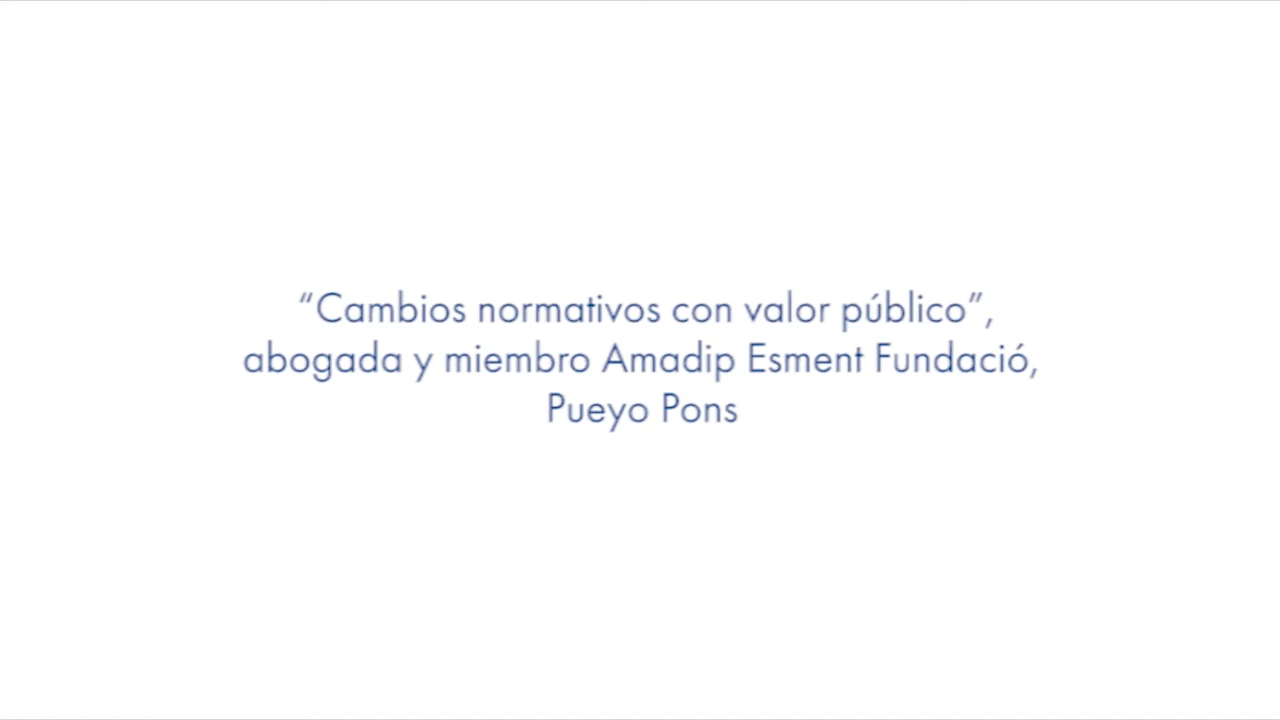 “Cambios normativos con valor público”,
abogada y miembro Amadip Esment Fundació,
Pueyo Pons